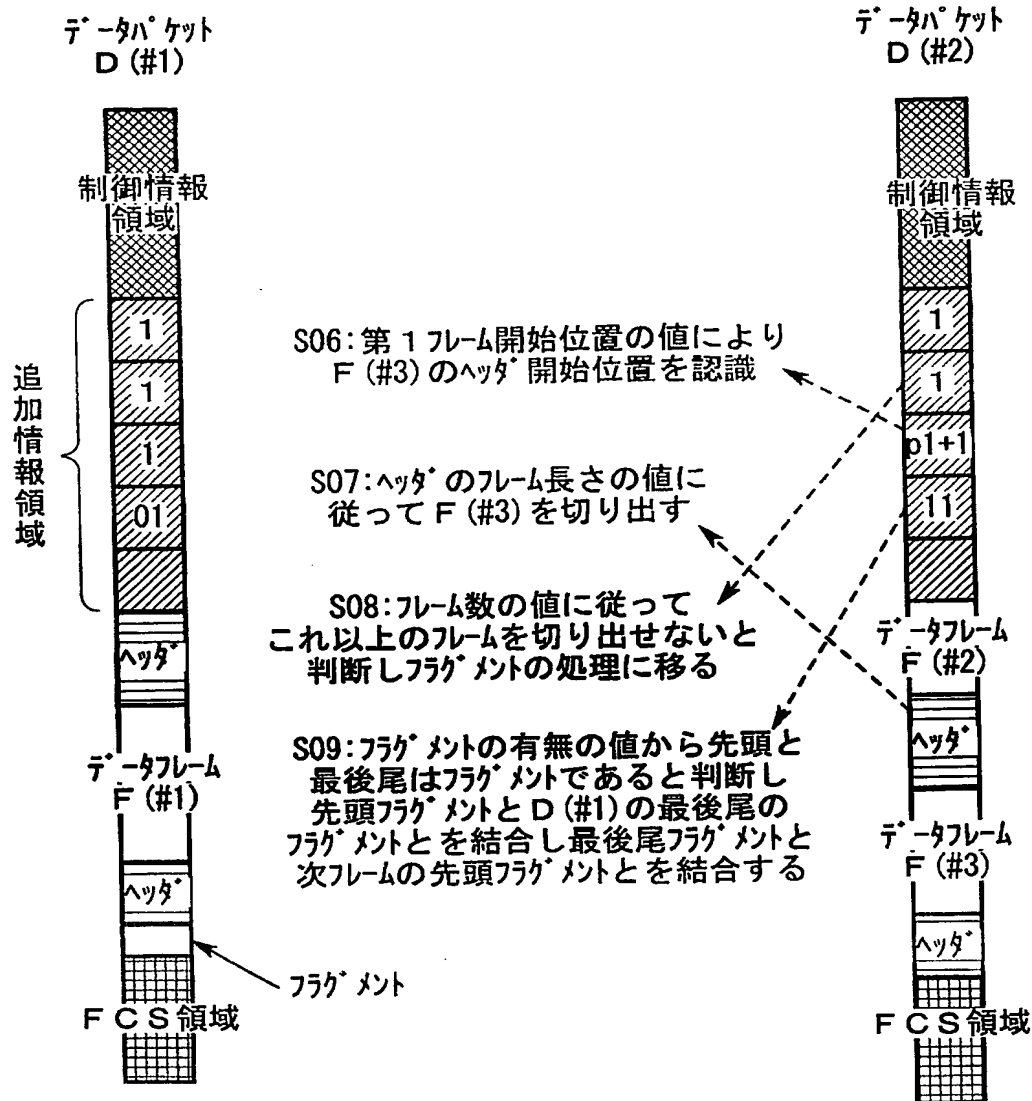 データパケット
D (#1)
制御情報
領域
追加情報領域
1
1
1
01
ヘッダ
データフレーム
F (#1)
ヘッダ
フラグメント
FCS領域
S06:第1フレーム開始位置の値により
F (#3) のヘッダ開始位置を認識
S07:ヘッダのフレーム長さの値に
従って F (#3) を切り出す
S08:フレーム数の値に従って
これ以上のフレームを切り出せないと
判断しフラグメントの処理に移る
S09:フラグメントの有無の値から先頭と
最後尾はフラグメントであると判断し
先頭フラグメントと D (#1) の最後尾の
フラグメントとを結合し最後尾フラグメントと
次フレームの先頭フラグメントとを結合する
データパケット
D (#2)
制御情報
領域
1
1
p1+1
11
データフレーム
F (#2)
ヘッダ
データフレーム
F (#3)
ヘッダ
FCS領域